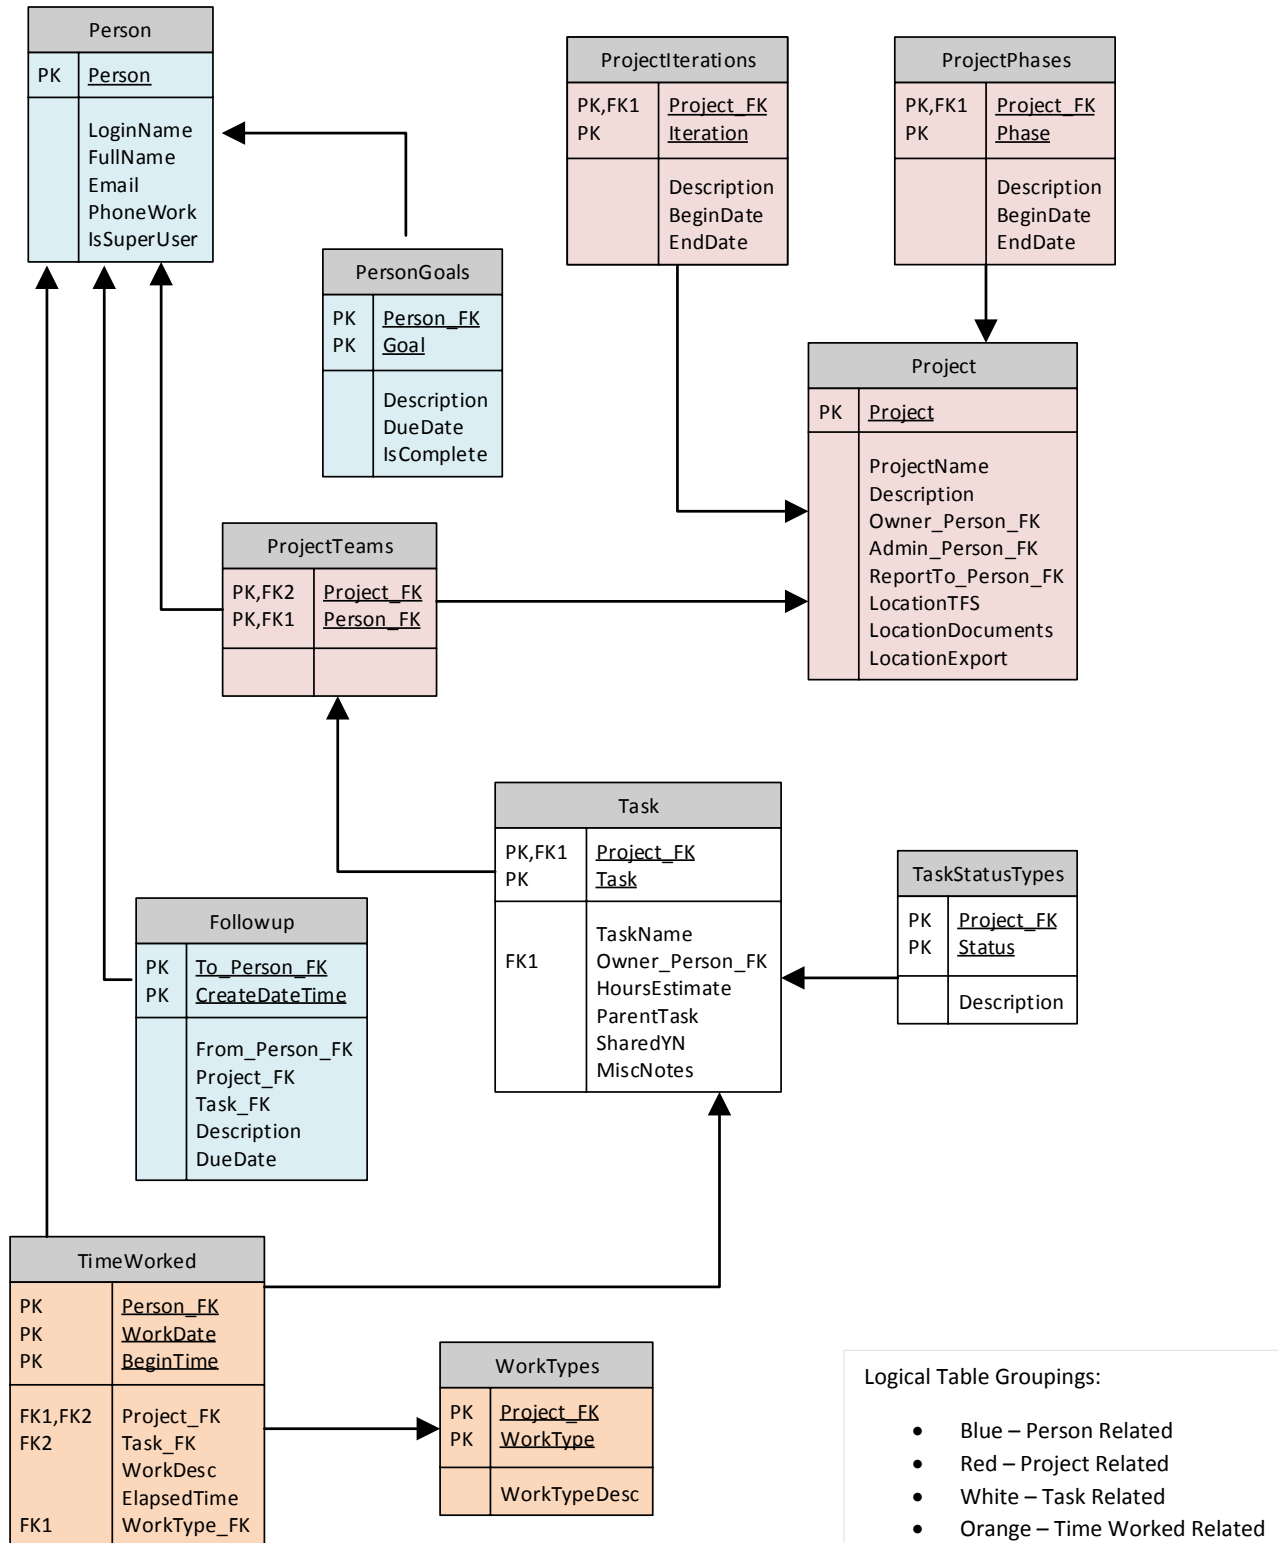 Person
PK Person
LoginName
FullName
Email
PhoneWork
IsSuperUser
ProjectIterations
PK,FK1 Project_FK
PK Iteration
Description
BeginDate
EndDate
ProjectPhases
PK,FK1 Project_FK
PK Phase
Description
BeginDate
EndDate
PersonGoals
PK Person_FK
PK Goal
Description
DueDate
IsComplete
Project
PK Project
ProjectName
Description
Owner_Person_FK
Admin_Person_FK
ReportTo_Person_FK
LocationTFS
LocationDocuments
LocationExport
ProjectTeams
PK,FK2 Project_FK
PK,FK1 Person_FK
Task
PK,FK1 Project_FK
PK Task
TaskName
FK1 Owner_Person_FK
HoursEstimate
ParentTask
SharedYN
MiscNotes
TaskStatusTypes
PK Project_FK
PK Status
Description
Followup
PK To_Person_FK
PK CreateDateTime
From_Person_FK
Project_FK
Task_FK
Description
DueDate
TimeWorked
PK Person_FK
PK WorkDate
PK BeginTime
FK1,FK2 Project_FK
FK2 Task_FK
WorkDesc
ElapsedTime
FK1 WorkType_FK
WorkTypes
PK Project_FK
PK WorkType
WorkTypeDesc
Logical Table Groupings:
• Blue – Person Related
• Red – Project Related
• White – Task Related
• Orange – Time Worked Related